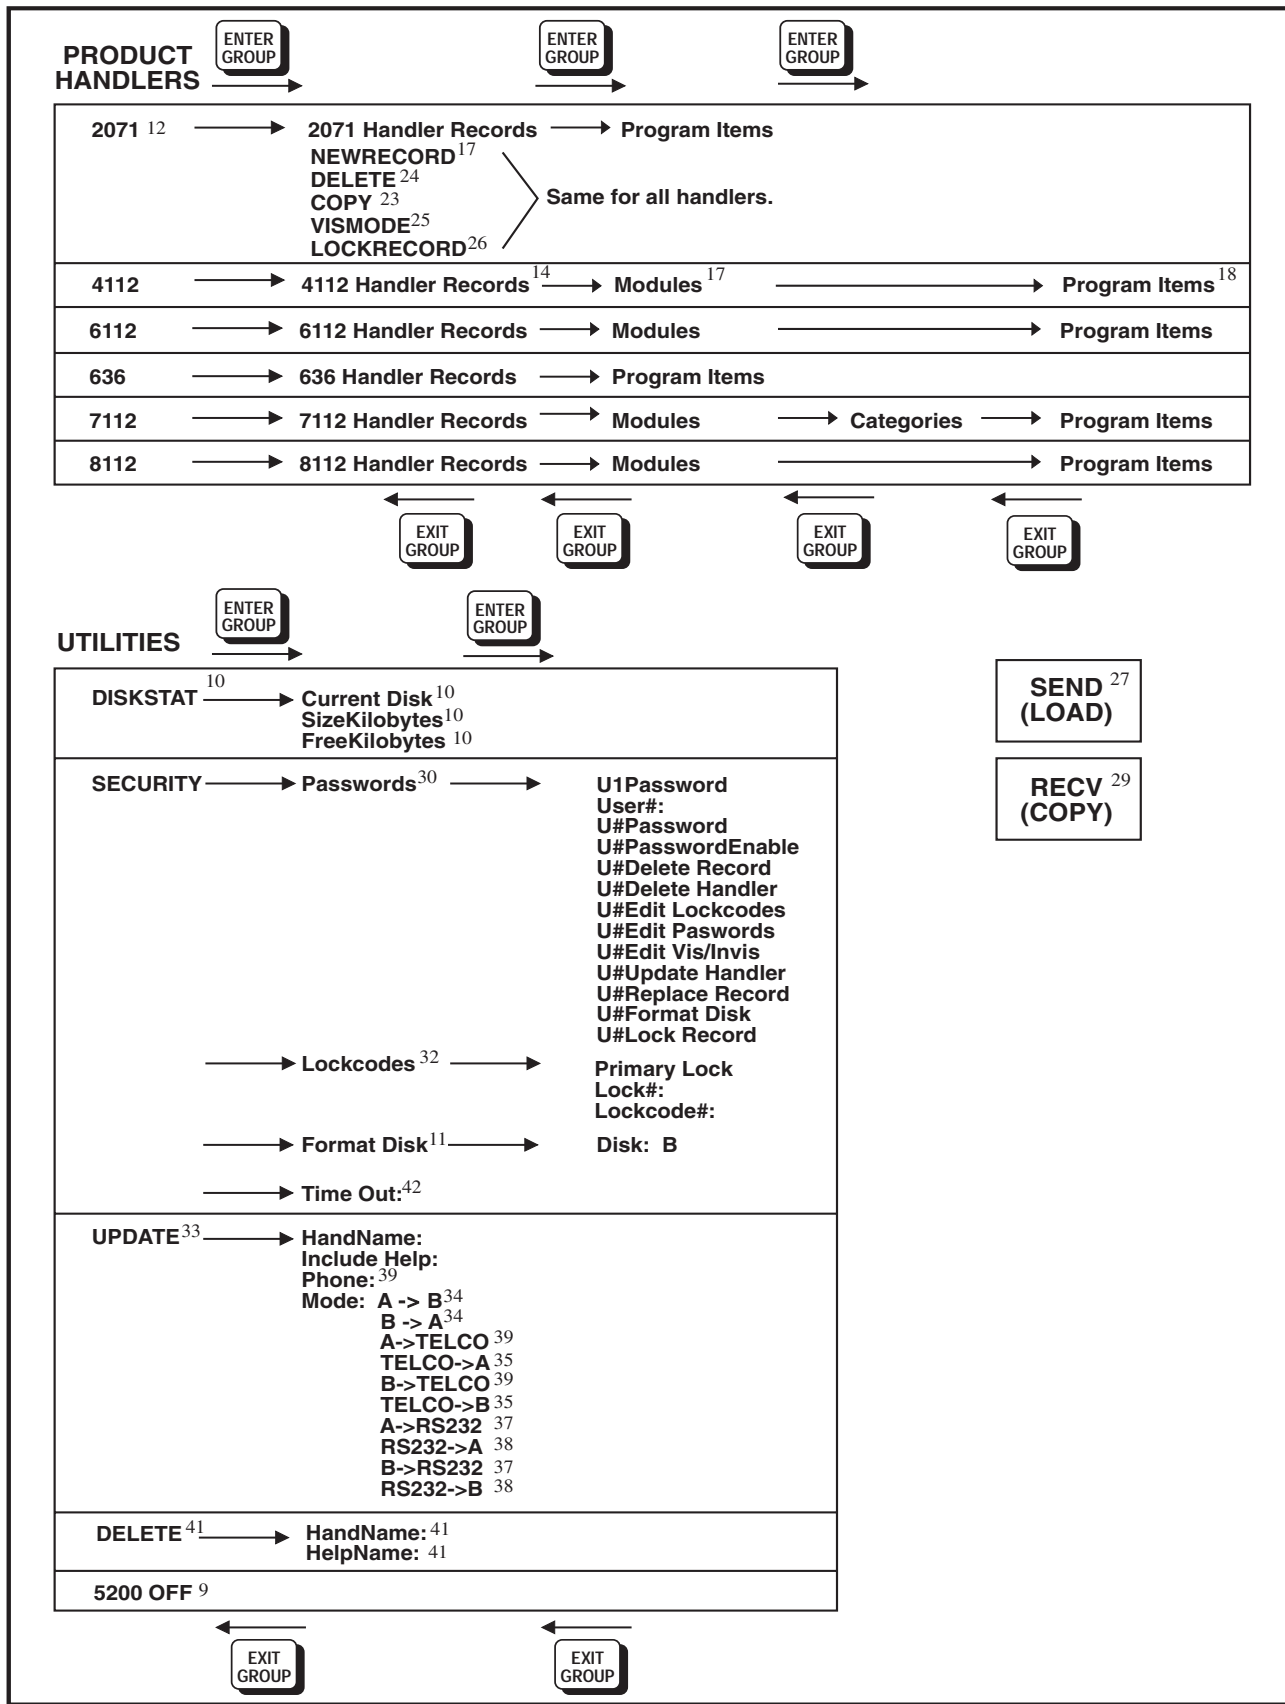 PRODUCT
HANDLERS
ENTER
GROUP
ENTER
GROUP
ENTER
GROUP
2071 12
2071 Handler Records
Program Items
NEWRECORD17
DELETE24
COPY 23
VISMODE25
LOCKRECORD26
Same for all handlers.
4112
4112 Handler Records14
Modules17
Program Items18
6112
6112 Handler Records
Modules
Program Items
636
636 Handler Records
Program Items
7112
7112 Handler Records
Modules
Categories
Program Items
8112
8112 Handler Records
Modules
Program Items
EXIT
GROUP
EXIT
GROUP
EXIT
GROUP
EXIT
GROUP
UTILITIES
ENTER
GROUP
ENTER
GROUP
DISKSTAT 10
Current Disk10
SizeKilobytes10
FreeKilobytes 10
SECURITY
Passwords30
U1Password
User#:
U#Password
U#PasswordEnable
U#Delete Record
U#Delete Handler
U#Edit Lockcodes
U#Edit Paswords
U#Edit Vis/Invis
U#Update Handler
U#Replace Record
U#Format Disk
U#Lock Record
Lockcodes 32
Primary Lock
Lock#:
Lockcode#:
Format Disk11
Disk: B
Time Out:42
UPDATE33
HandName:
Include Help:
Phone:39
Mode: A -> B34
B -> A34
A->TELCO 39
TELCO->A 35
B->TELCO 39
TELCO->B 35
A->RS232 37
RS232->A 38
B->RS232 37
RS232->B 38
DELETE 41
HandName: 41
HelpName: 41
5200 OFF 9
EXIT
GROUP
EXIT
GROUP
SEND 27
(LOAD)
RECV 29
(COPY)